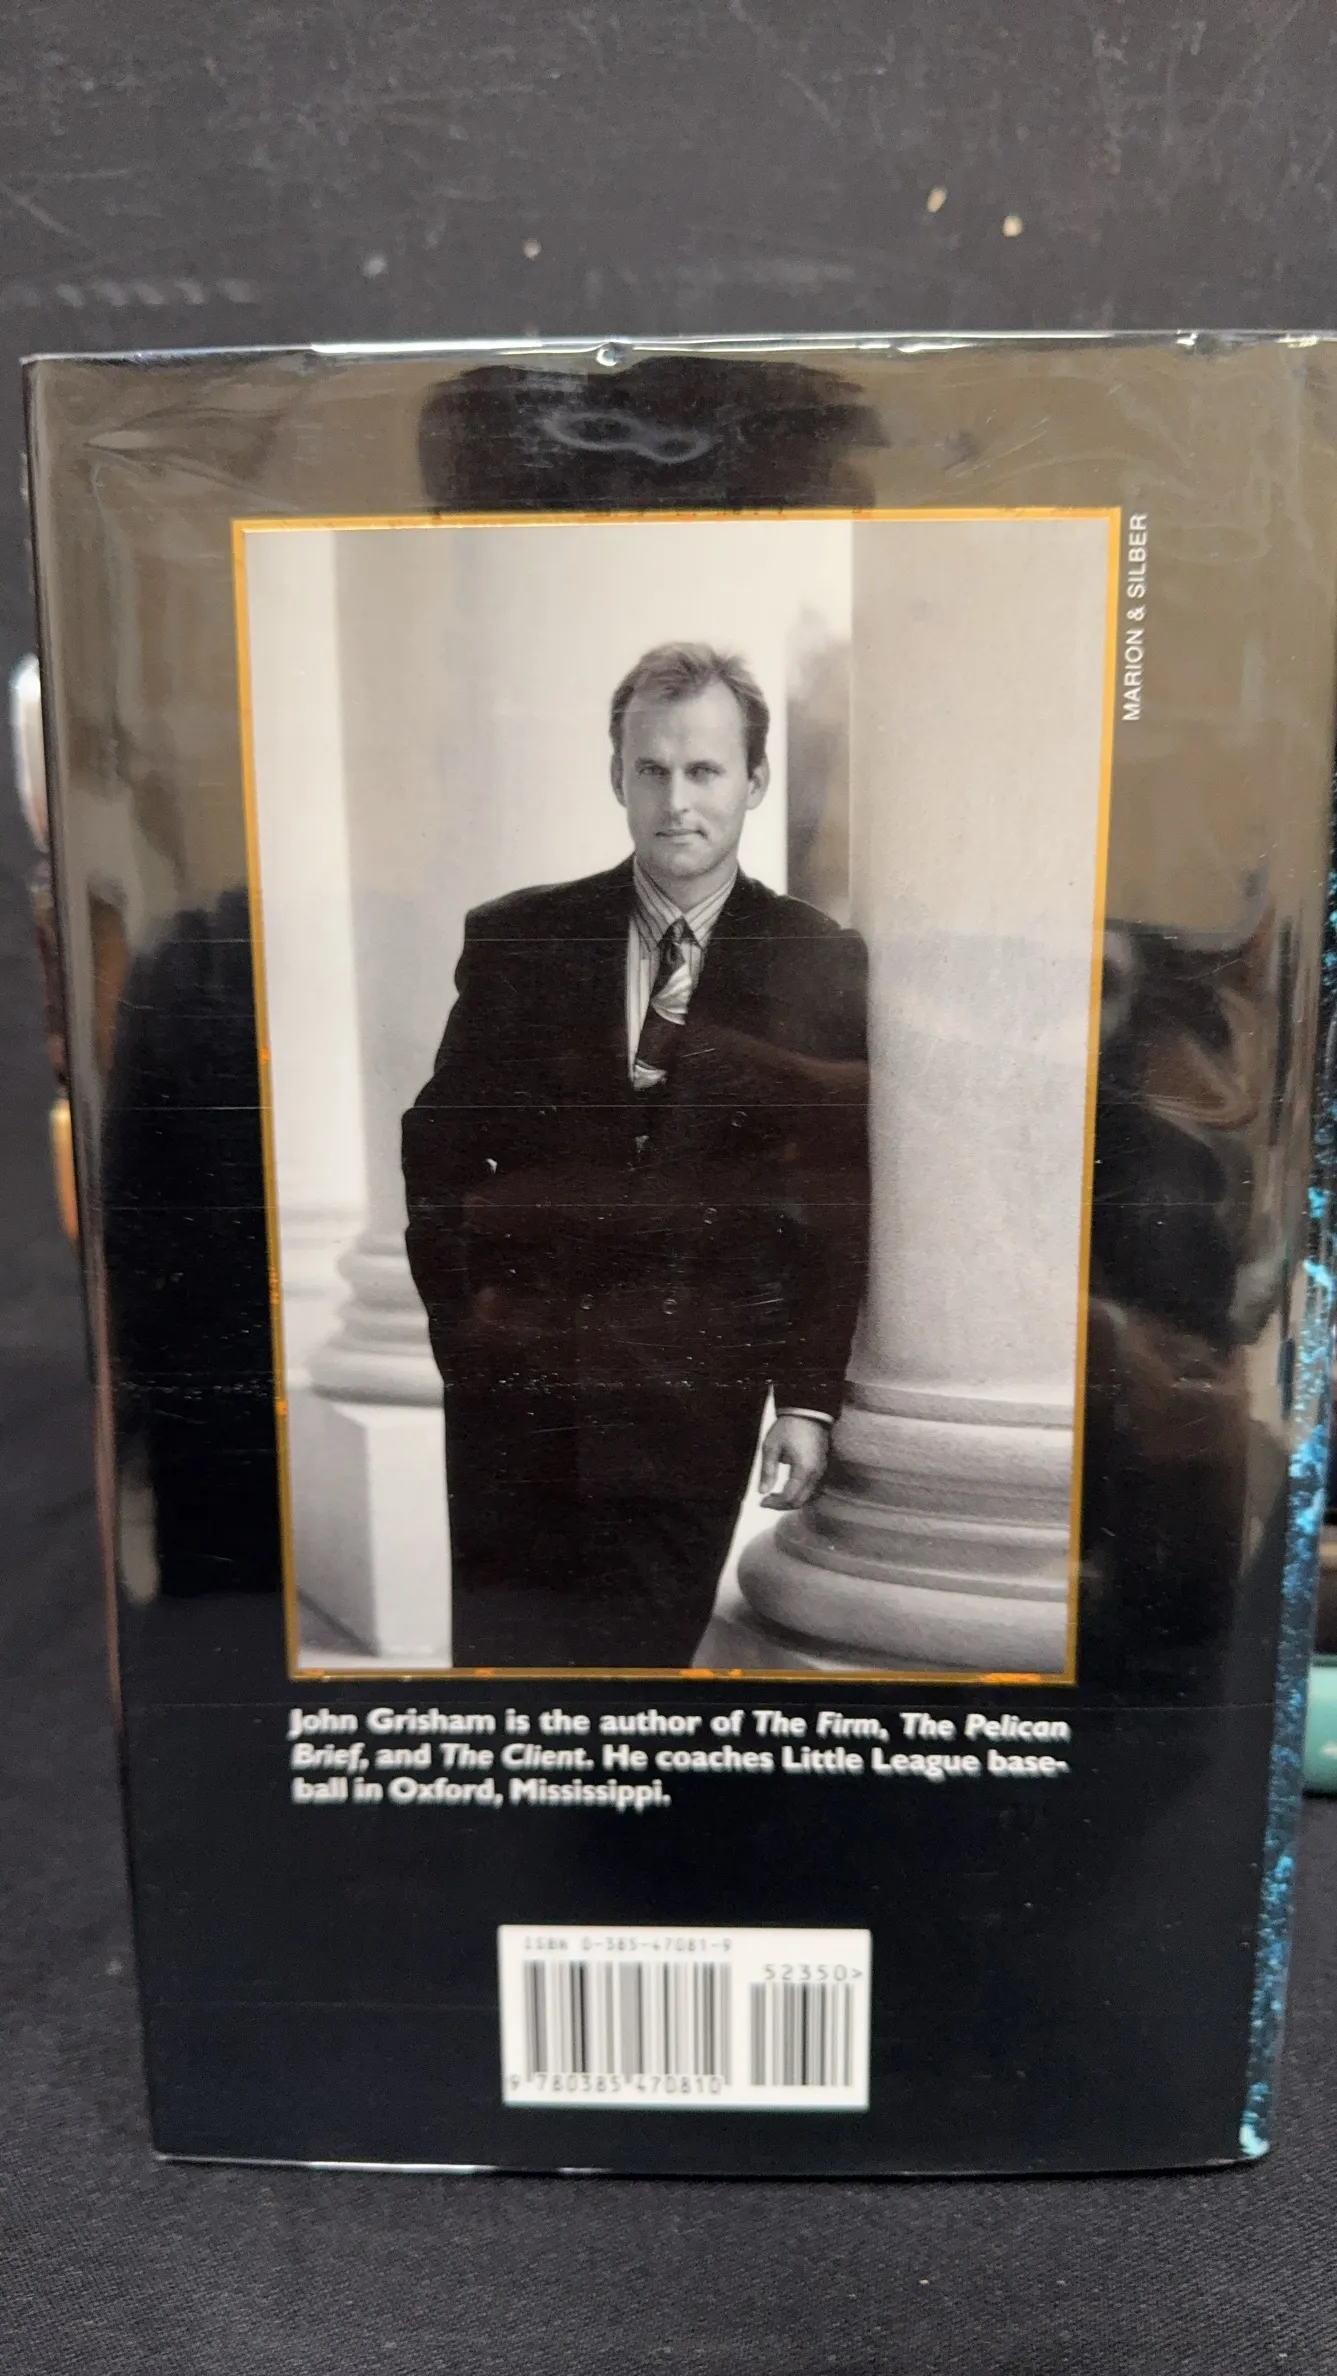 MARION & SILBER
John Grisham is the author of The Firm, The Pelican
Brief, and The Client. He coaches Little League base-
ball in Oxford, Mississippi.
ISBN 0-385-47081-9
52350>
9 780385 470810